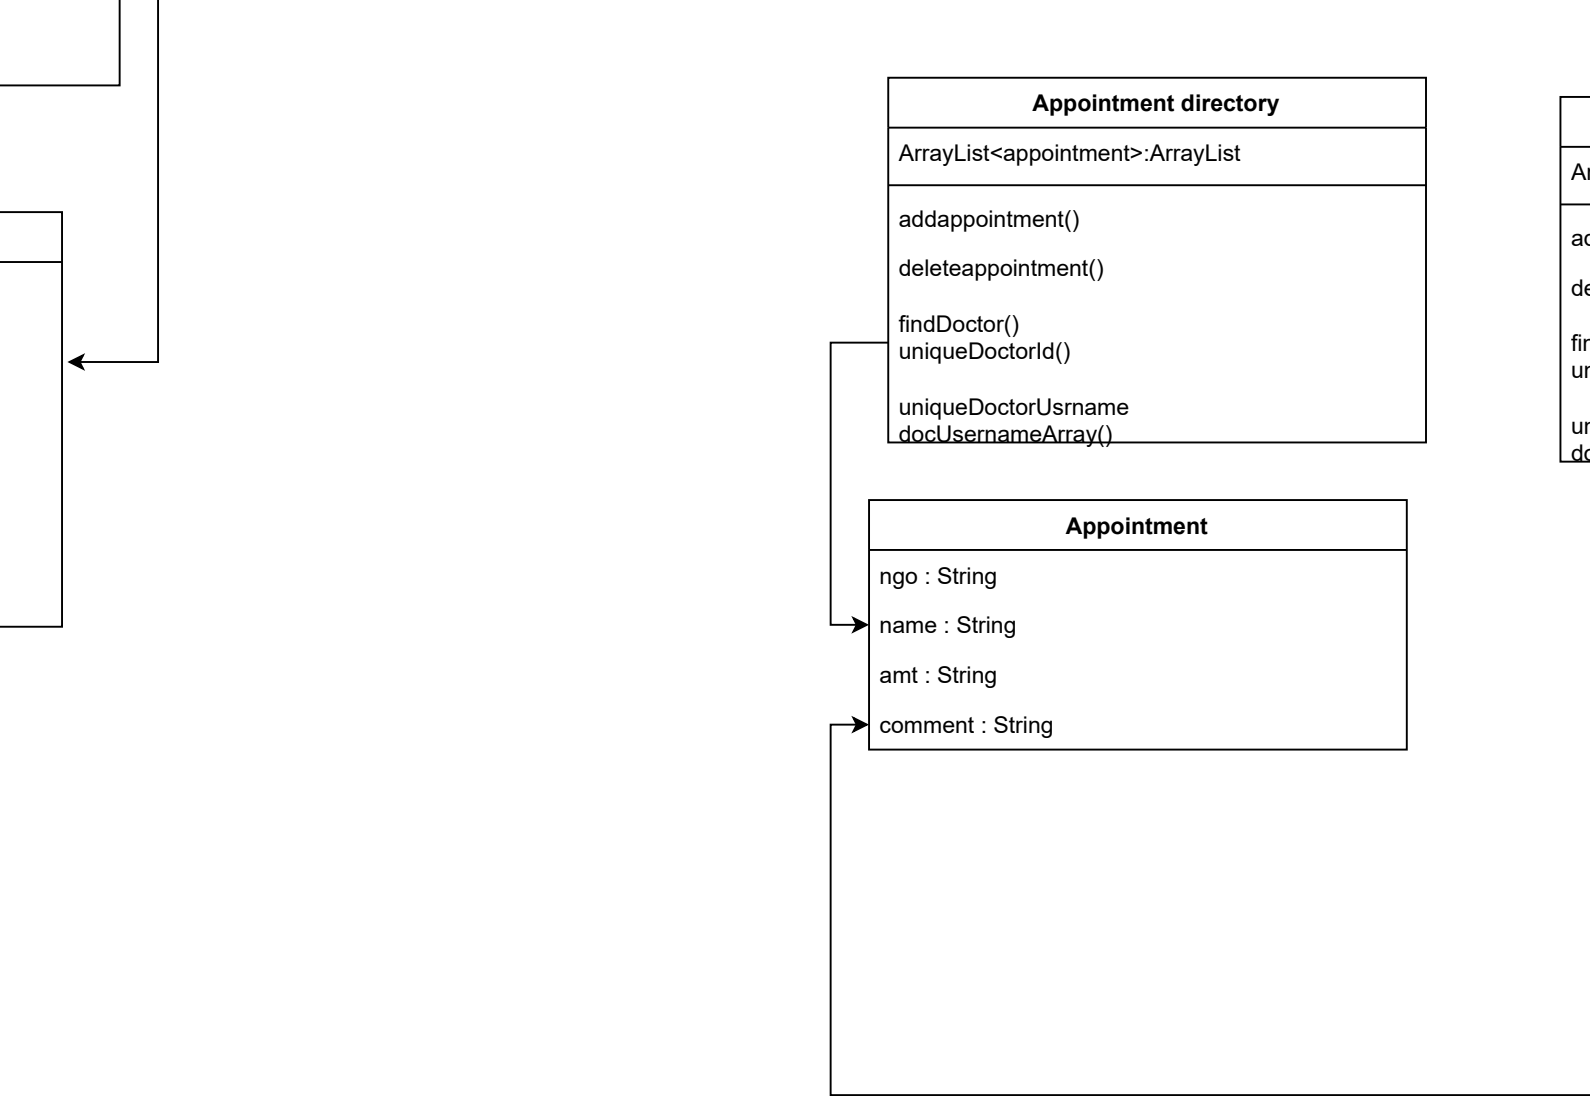 Appointment directory
ArrayList<appointment>:ArrayList
addappointment()
deleteappointment()
findDoctor()
uniqueDoctorId()
uniqueDoctorUsrname
docUsernameArray()
Appointment
ngo : String
name : String
amt : String
comment : String